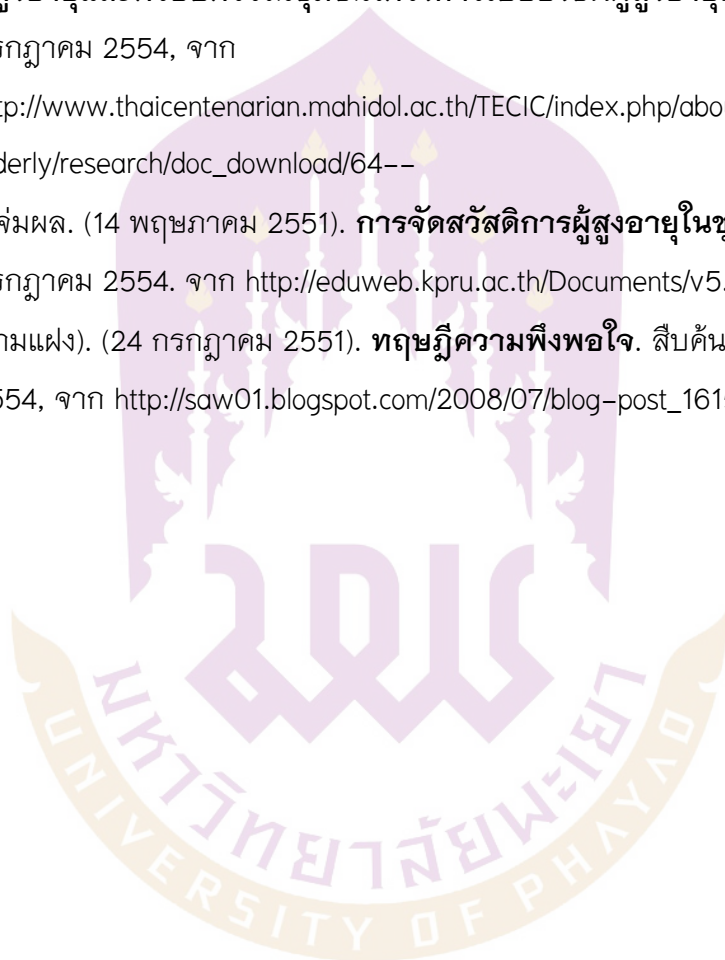 กรกฎาคม 2554, จาก
tp://www.thaicentenarian.mahidol.ac.th/TECIC/index.php/abo
derly/research/doc_download/64--
จ่มผล. (14 พฤษภาคม 2551). การจัดสวัสดิการผู้สูงอายุในชุ
กรกฎาคม 2554. จาก http://eduweb.kpru.ac.th/Documents/v5.
ามแฝง). (24 กรกฎาคม 2551). ทฤษฎีความพึงพอใจ. สืบค้น
554, จาก http://saw01.blogspot.com/2008/07/blog-post_161
มหาวิทยาลัยพะเยา
UNIVERSITY OF PHAYAO